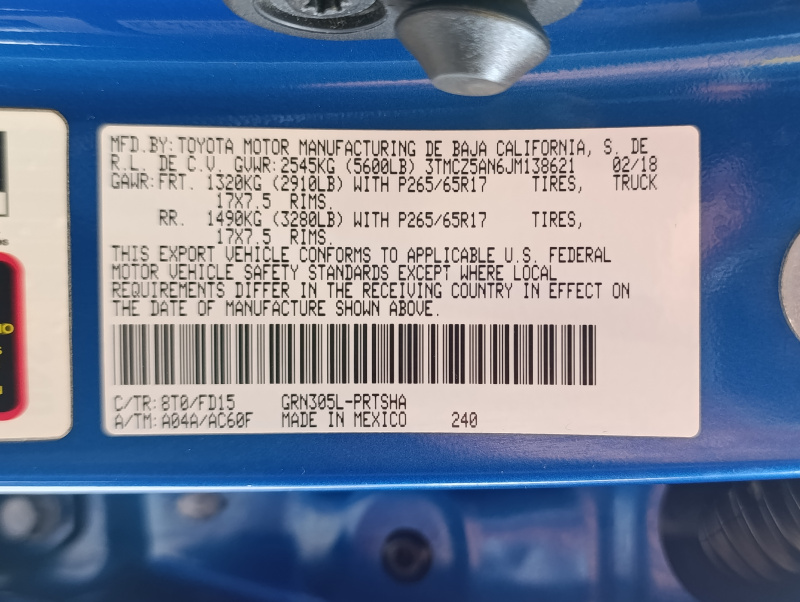 MFD.BY: TOYOTA MOTOR MANUFACTURING DE BAJA CALIFORNIA, S. DE
R.L. DE C.V. GVWR: 2545KG (5600LB) 3TMCZ5AN6JM138621 02/18
GAWR: FRT. 1320KG (2910LB) WITH P265/65R17 TIRES, TRUCK
17X7.5 RIMS.
RR. 1490KG (3280LB) WITH P265/65R17 TIRES,
17X7.5 RIMS.
THIS EXPORT VEHICLE CONFORMS TO APPLICABLE U.S. FEDERAL
MOTOR VEHICLE SAFETY STANDARDS EXCEPT WHERE LOCAL
REQUIREMENTS DIFFER IN THE RECEIVING COUNTRY IN EFFECT ON
THE DATE OF MANUFACTURE SHOWN ABOVE.
C/TR: 8T0/FD15 GRN305L-PRTSHA
A/TM: A04A/AC60F MADE IN MEXICO 240